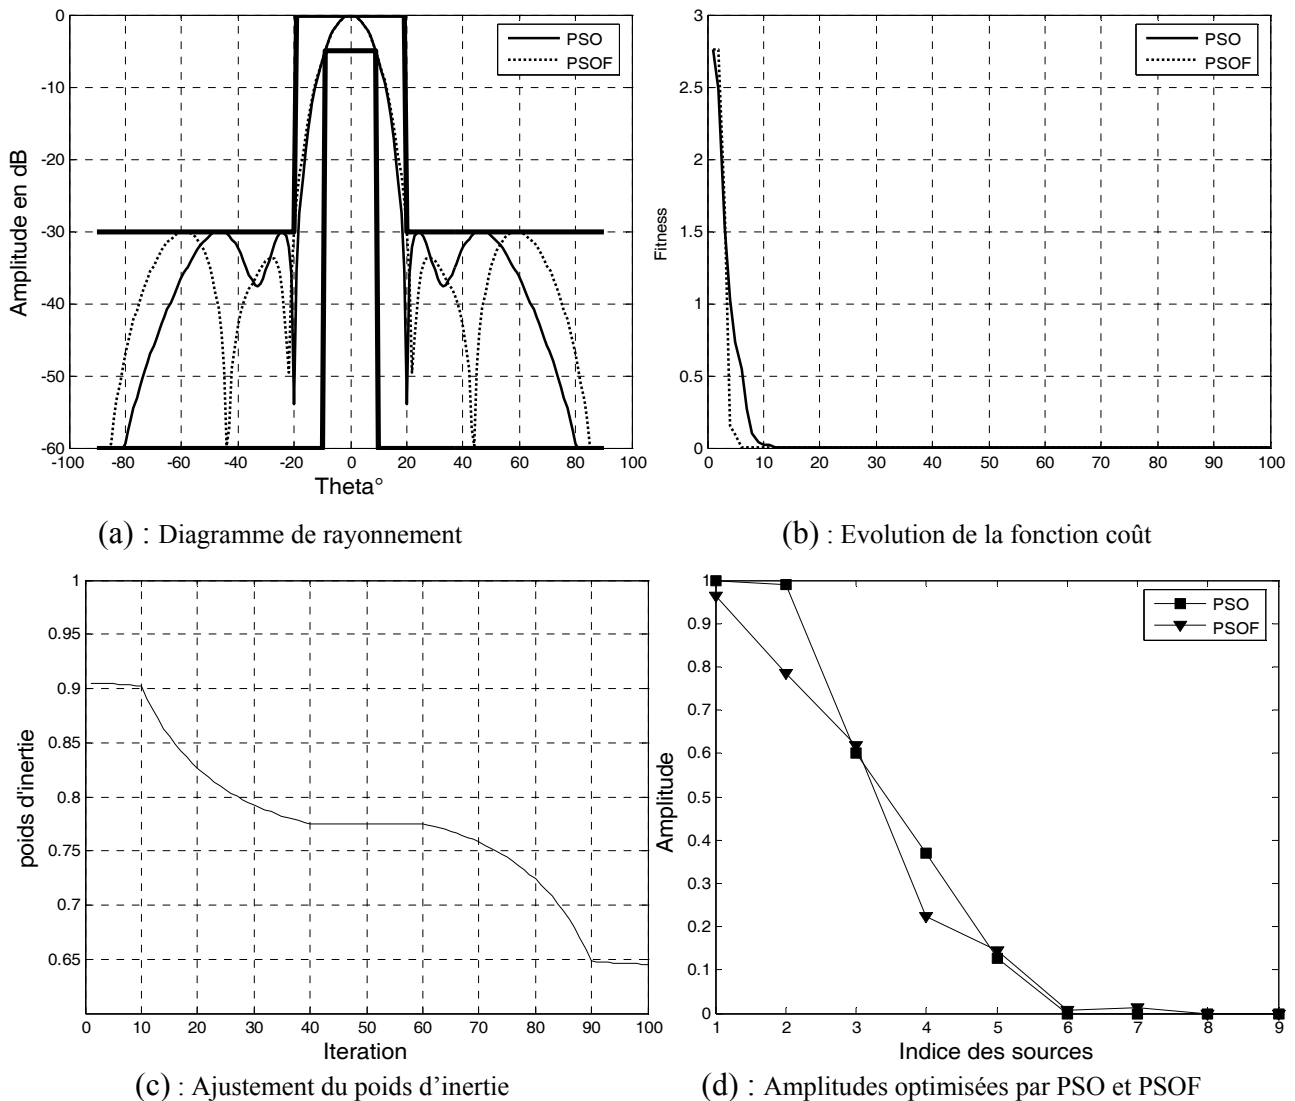 0
-10
-20
-30
-40
-50
-60
Amplitude en dB
-100 -80 -60 -40 -20 0 20 40 60 80 100
Theta°
PSO
PSOF
(a) : Diagramme de rayonnement
3
2.5
2
1.5
1
0.5
0
Fitness
0 10 20 30 40 50 60 70 80 90 100
PSO
PSOF
(b) : Evolution de la fonction coût
1
0.95
0.9
0.85
0.8
0.75
0.7
0.65
poids d'inertie
0 10 20 30 40 50 60 70 80 90 100
Iteration
(c) : Ajustement du poids d’inertie
1
0.9
0.8
0.7
0.6
0.5
0.4
0.3
0.2
0.1
0
Amplitude
1 2 3 4 5 6 7 8 9
Indice des sources
PSO
PSOF
(d) : Amplitudes optimisées par PSO et PSOF